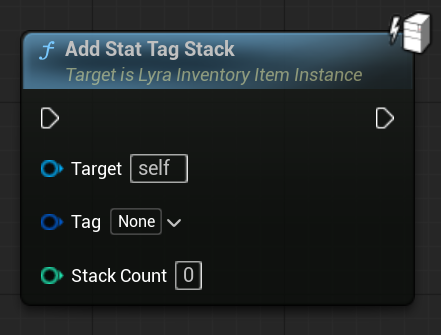 f Add Stat Tag Stack
Target is Lyra Inventory Item Instance
Target self
Tag None
Stack Count 0